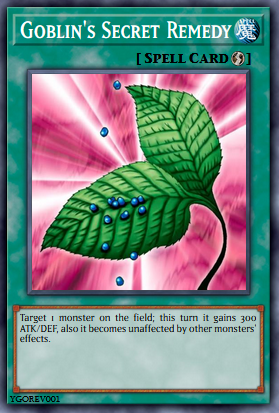 Goblin's Secret Remedy 魔
[ Spell Card ]
Target 1 monster on the field; this turn it gains 300
ATK/DEF, also it becomes unaffected by other monsters'
effects.
YGOREV001